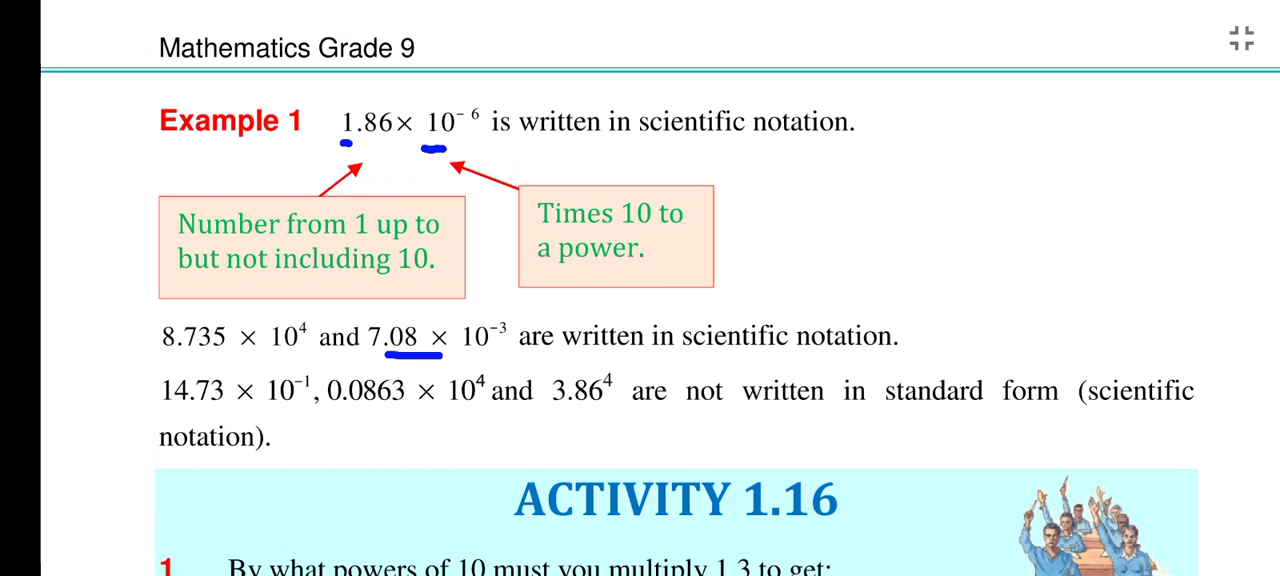 Mathematics Grade 9
Example 1 1.86× 10⁻⁶ is written in scientific notation.
Number from 1 up to
but not including 10.
Times 10 to
a power.
8.735 × 10⁴ and 7.08 × 10⁻³ are written in scientific notation.
14.73 × 10⁻¹, 0.0863 × 10⁴ and 3.86⁴ are not written in standard form (scientific
notation).
ACTIVITY 1.16
1 By what powers of 10 must you multiply 1.3 to get: